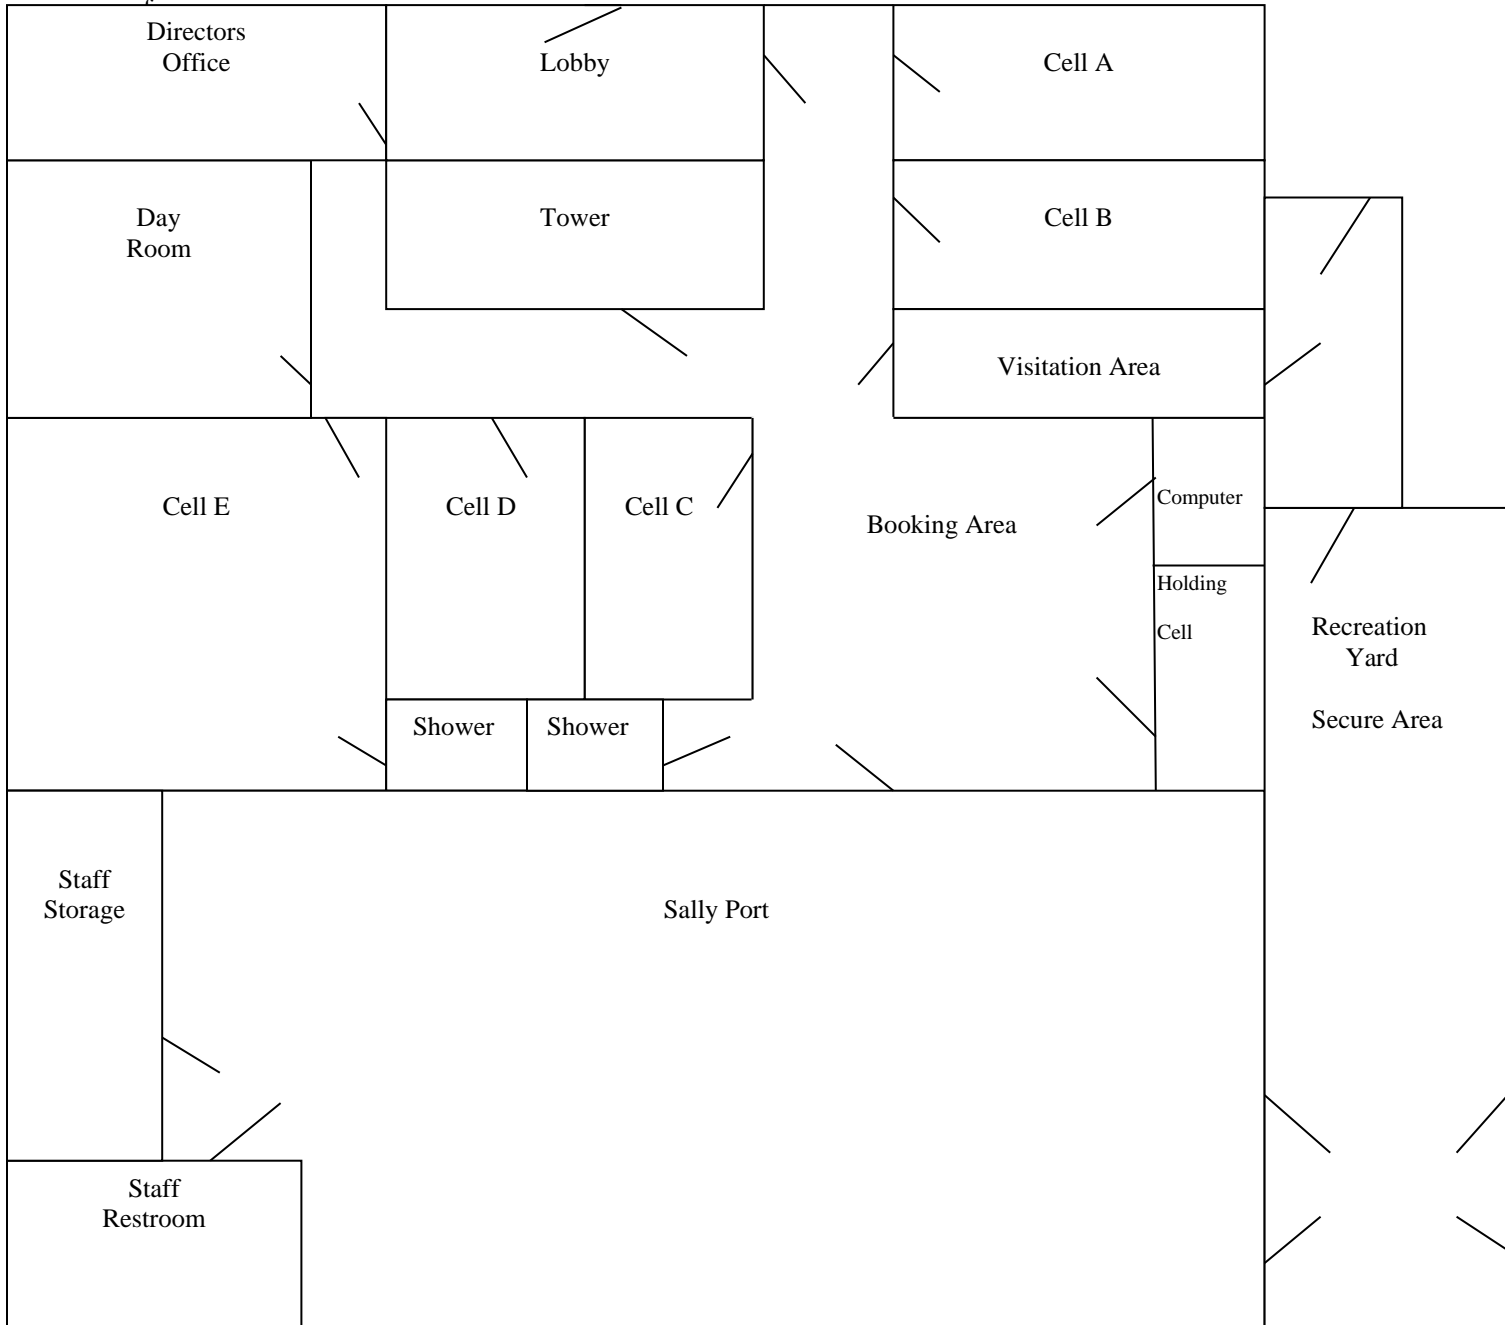 Directors
Office
Lobby
Cell A
Day
Room
Tower
Cell B
Visitation Area
Cell E
Cell D
Cell C
Booking Area
Computer
Holding
Cell
Recreation
Yard
Secure Area
Shower
Shower
Staff
Storage
Sally Port
Staff
Restroom